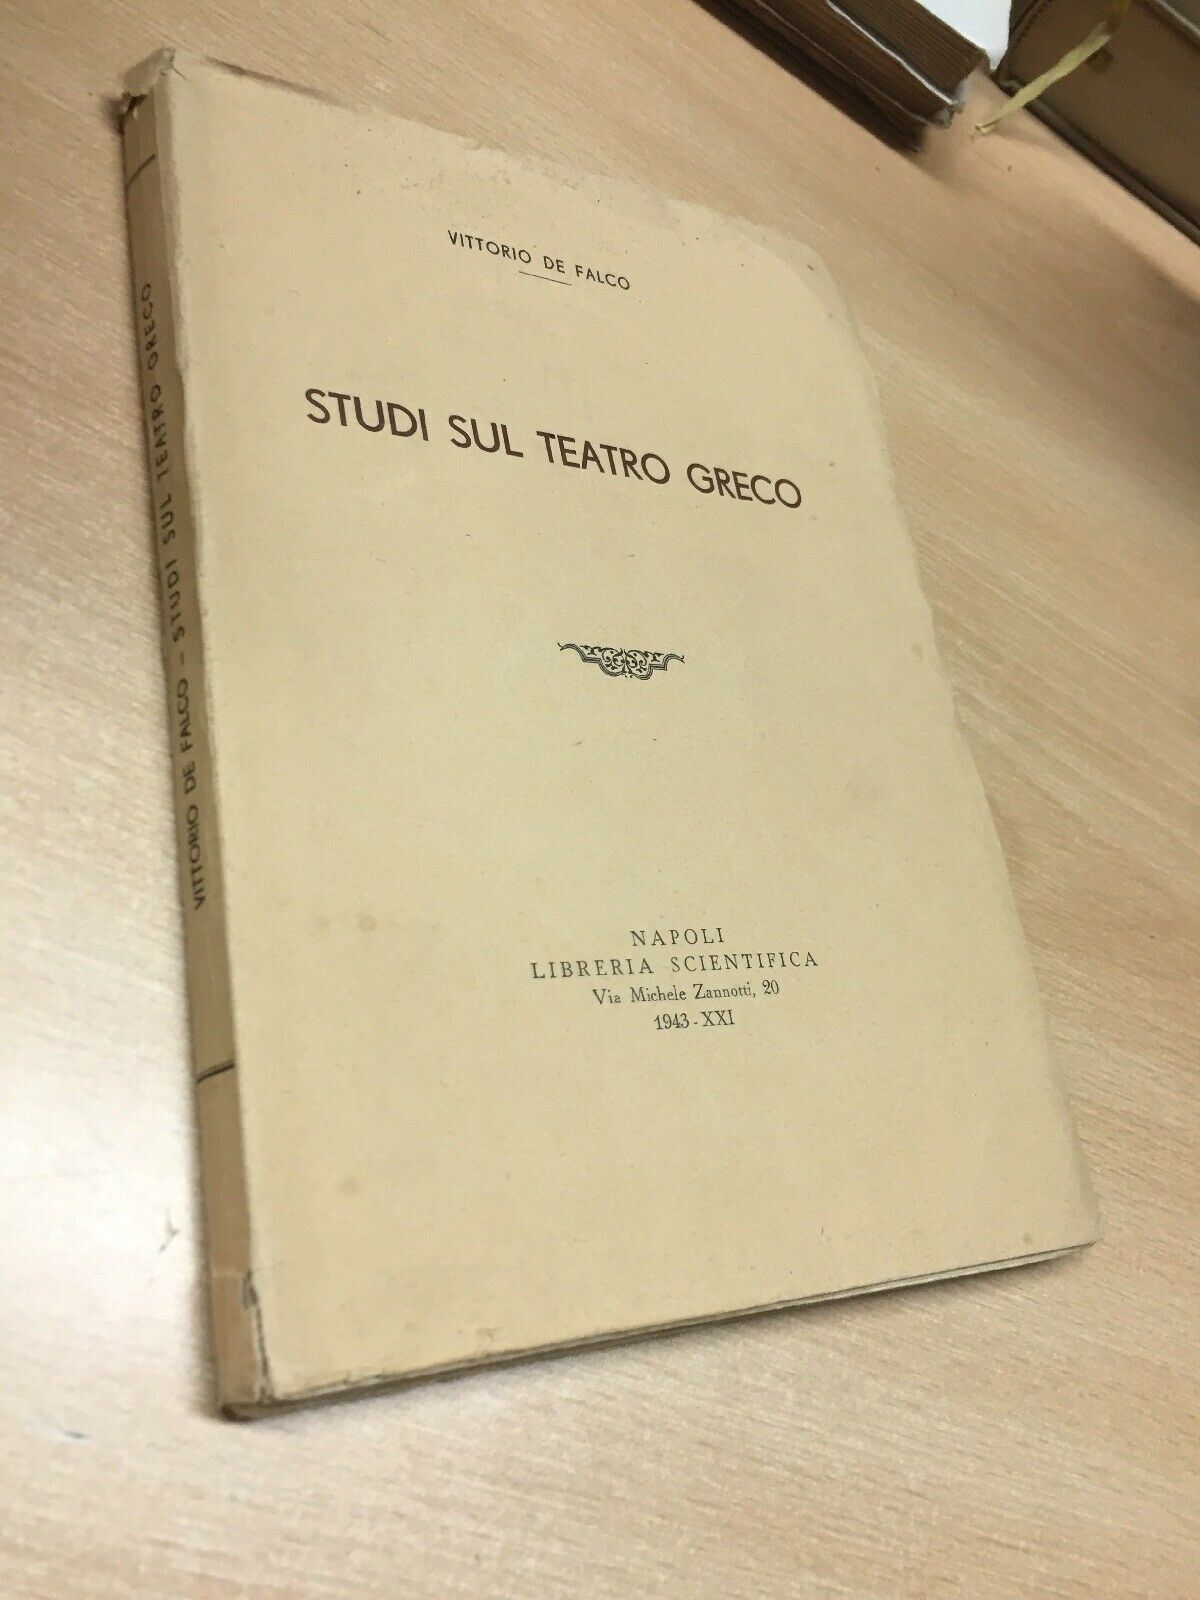 VITTORIO DE FALCO
STUDI SUL TEATRO GRECO
NAPOLI
LIBRERIA SCIENTIFICA
Via Michele Zannotti, 20
1943 - XXI
VITTORIO DE FALCO - STUDI SUL TEATRO GRECO